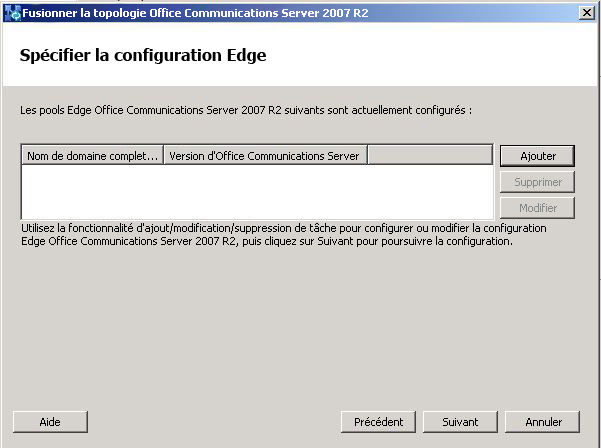 Fusionner la topologie Office Communications Server 2007 R2
Spécifier la configuration Edge
Les pools Edge Office Communications Server 2007 R2 suivants sont actuellement configurés :
Nom de domaine complet... Version d'Office Communications Server
Ajouter
Supprimer
Modifier
Utilisez la fonctionnalité d'ajout/modification/suppression de tâche pour configurer ou modifier la configuration
Edge Office Communications Server 2007 R2, puis cliquez sur Suivant pour poursuivre la configuration.
Aide Précédent Suivant Annuler